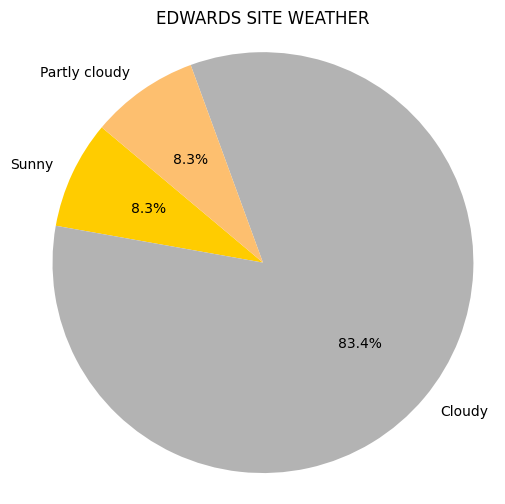 EDWARDS SITE WEATHER
Partly cloudy
8.3%
Sunny
8.3%
83.4%
Cloudy